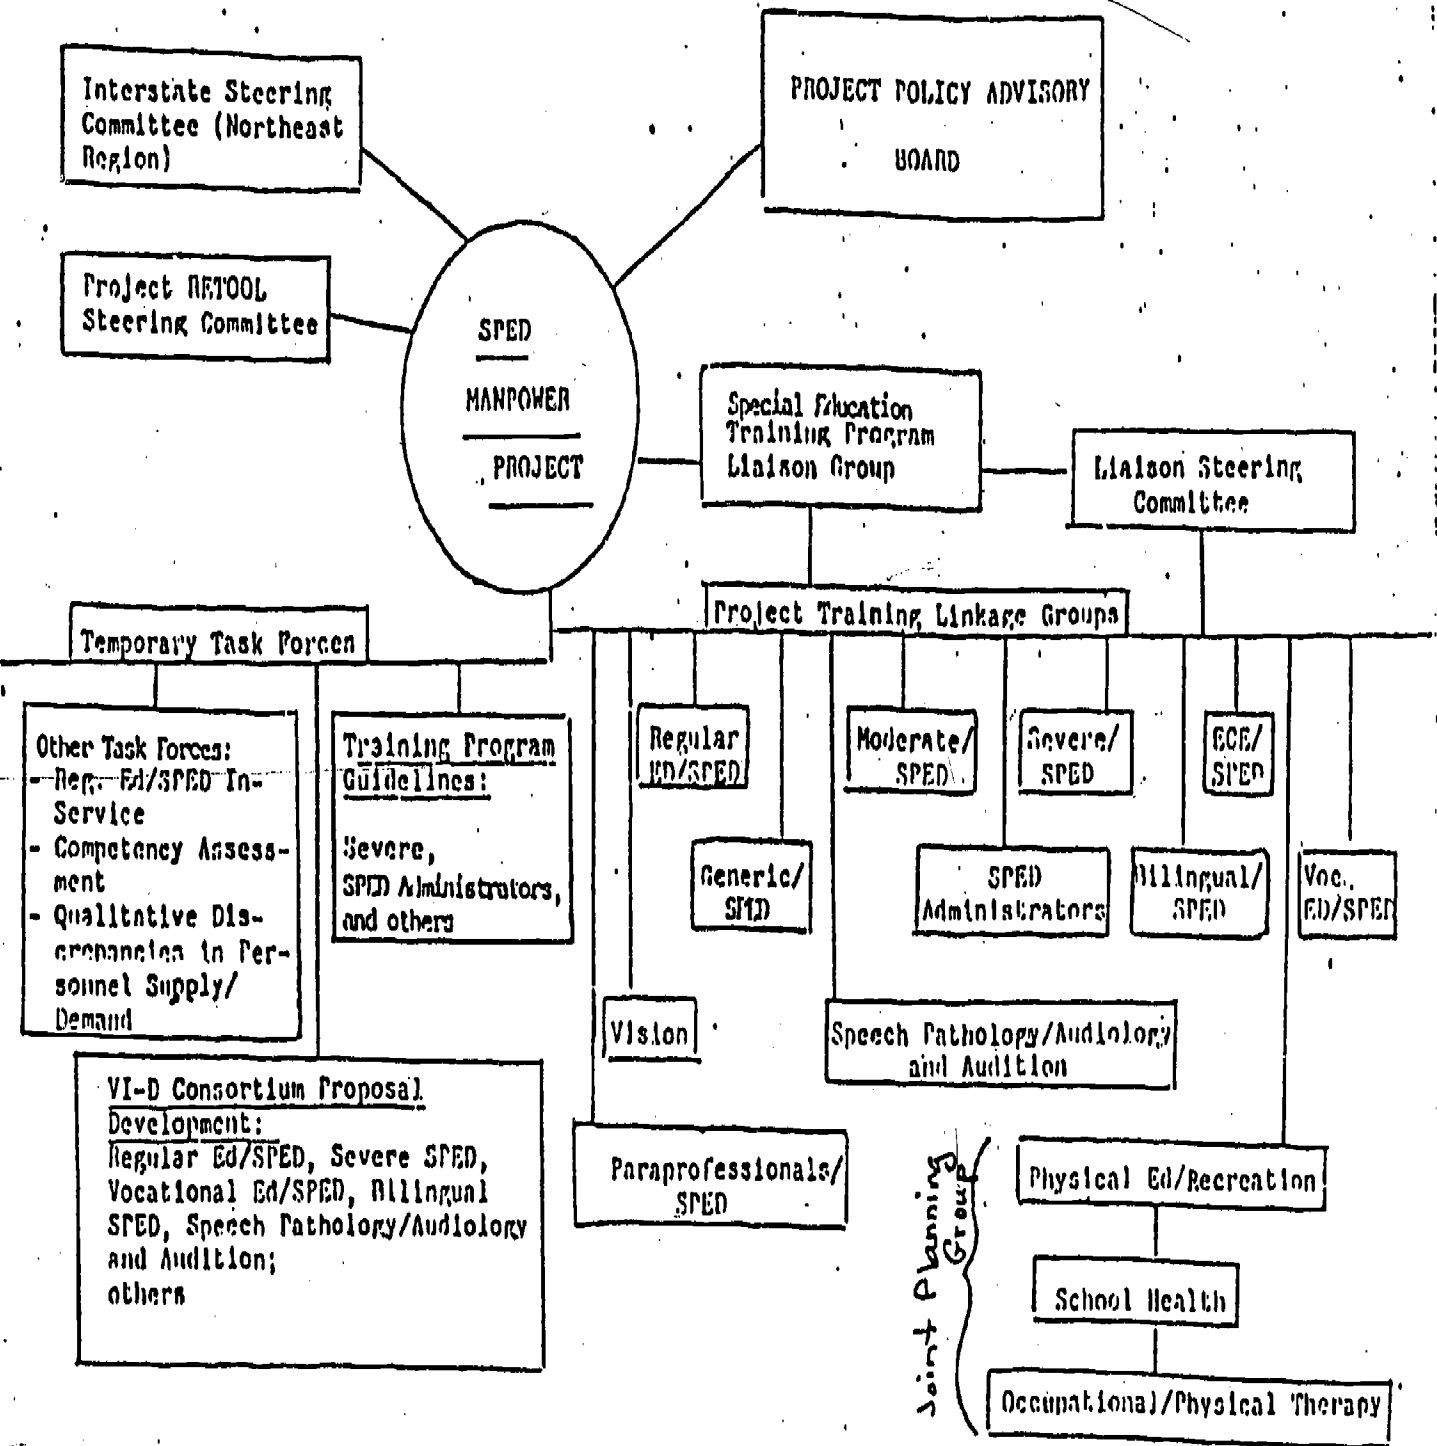 Interstate Steering
Committee (Northeast
Region)
PROJECT POLICY ADVISORY
BOARD
Project RETOOL
Steering Committee
SPED
MANPOWER
PROJECT
Special Education
Training Program
Liaison Group
Liaison Steering
Committee
Project Training Linkage Groups
Temporary Task Forces
Other Task Forces:
- Reg. Ed/SPED In-
Service
- Competency Assess-
ment
- Qualitative Dis-
crepancies in Per-
sonnel Supply/
Demand
Training Program
Guidelines:
Severe,
SPED Administrators,
and others
VI-D Consortium Proposal
Development:
Regular Ed/SPED, Severe SPED,
Vocational Ed/SPED, Bilingual
SPED, Speech Pathology/Audiology
and Audition;
others
Regular
ED/SPED
Moderate/
SPED
Severe/
SPED
ECE/
SPED
Generic/
SPED
SPED
Administrators
Bilingual/
SPED
Voc.
ED/SPED
Vision
Speech Pathology/Audiology
and Audition
Paraprofessionals/
SPED
Joint Planning
Group
Physical Ed/Recreation
School Health
Occupational/Physical Therapy